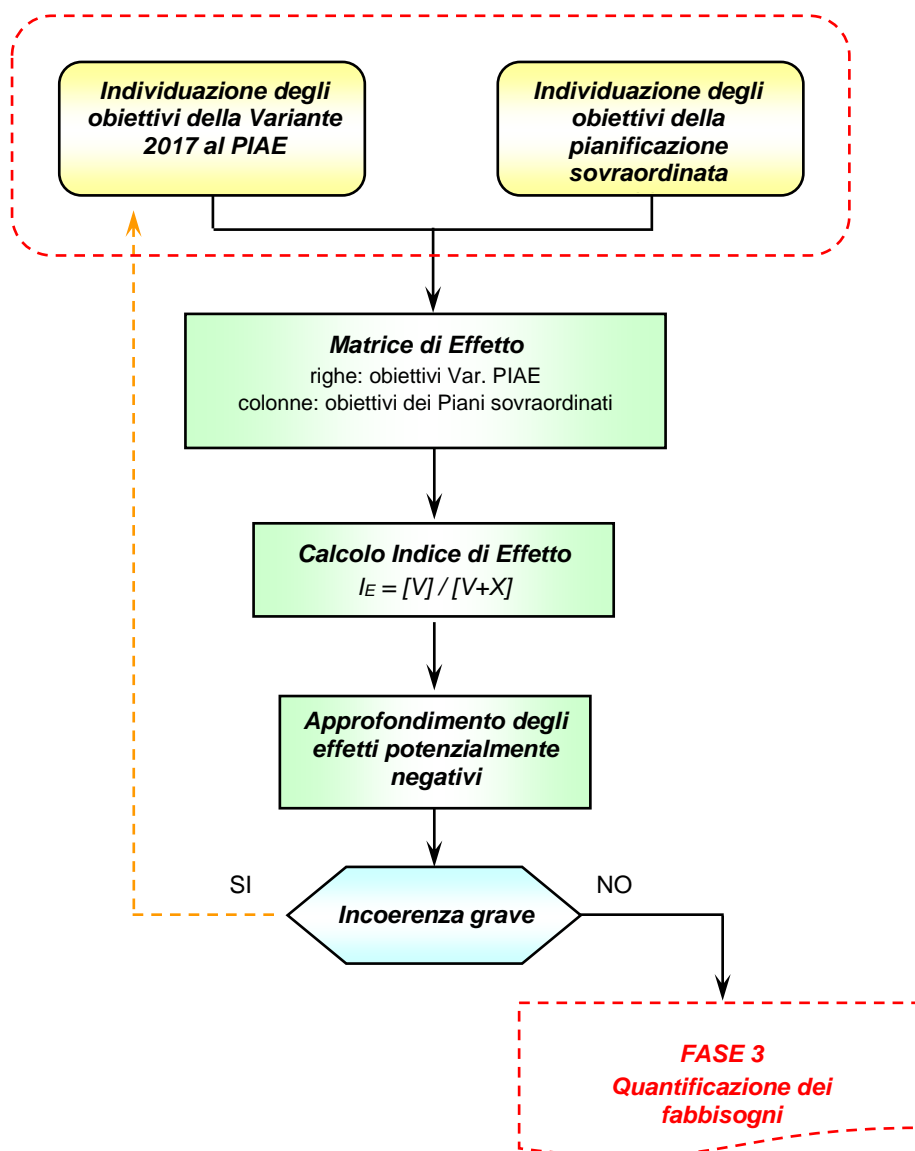 Individuazione degli
obiettivi della Variante
2017 al PIAE
Individuazione degli
obiettivi della
pianificazione
sovraordinata
Matrice di Effetto
righe: obiettivi Var. PIAE
colonne: obiettivi dei Piani sovraordinati
Calcolo Indice di Effetto
IE = [V] / [V+X]
Approfondimento degli
effetti potenzialmente
negativi
SI
NO
Incoerenza grave
FASE 3
Quantificazione dei
fabbisogni